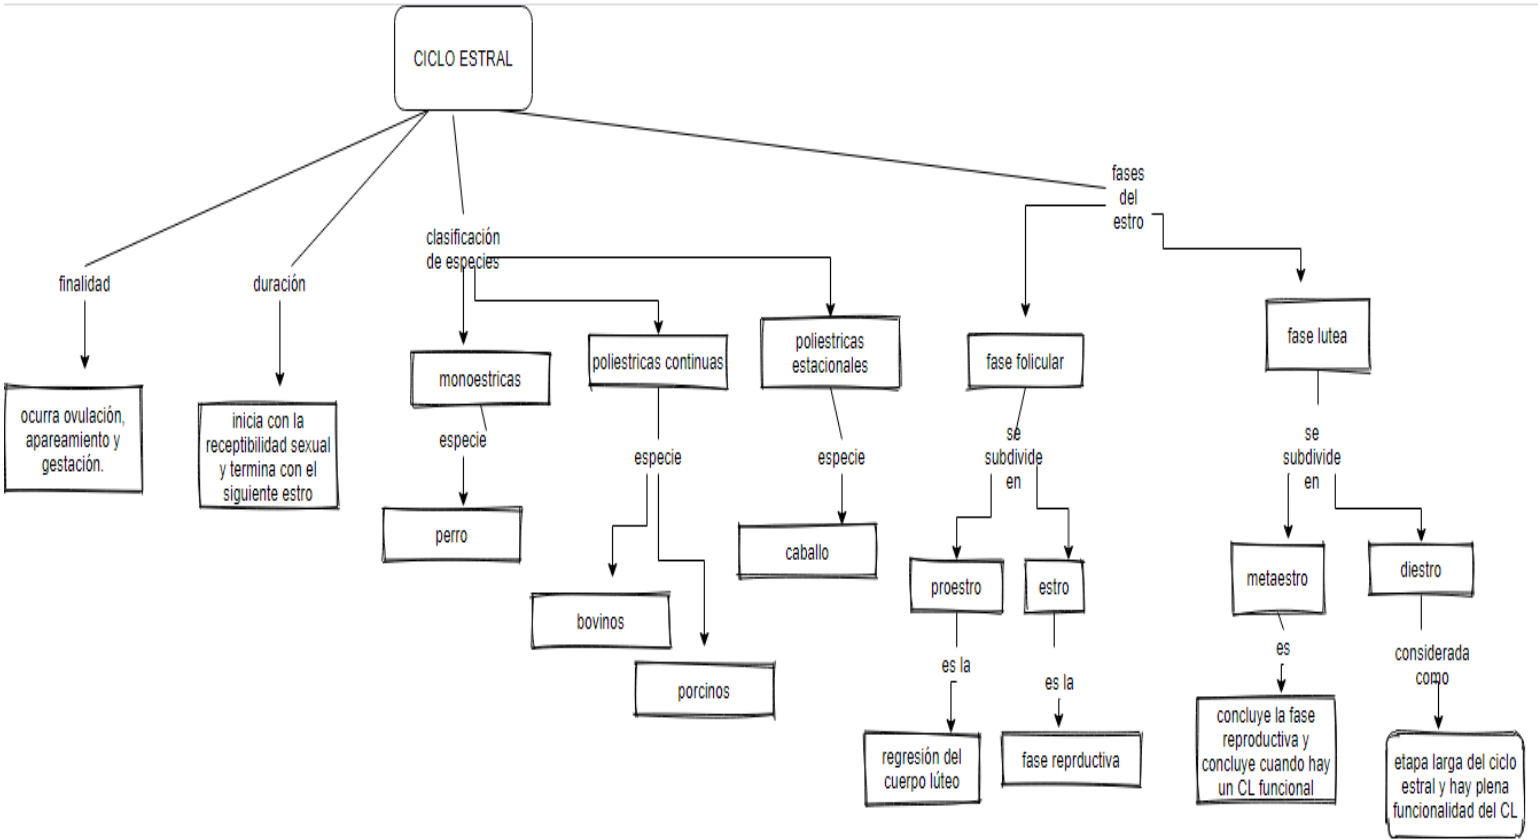 CICLO ESTRAL
finalidad
ocurra ovulación,
apareamiento y
gestación.
duración
inicia con la
receptibilidad sexual
y termina con el
siguiente estro
clasificación
de especies
monoestricas
especie
perro
poliestricas continuas
especie
bovinos
porcinos
poliestricas
estacionales
especie
caballo
fases
del
estro
fase folicular
se
subdivide
en
proestro
es la
regresión del
cuerpo lúteo
estro
es la
fase reprductiva
fase lutea
se
subdivide
en
metaestro
es
concluye la fase
reproductiva y
concluye cuando hay
un CL funcional
diestro
considerada
como
etapa larga del ciclo
estral y hay plena
funcionalidad del CL